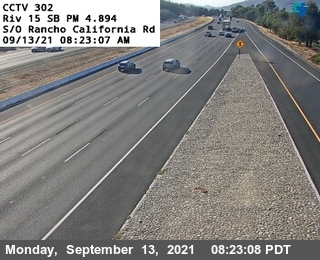 CCTV 302
Riv 15 SB PM 4.894
S/O Rancho California Rd
09/13/21 08:23:07 AM
Monday, September 13, 2021 08:23:08 PDT